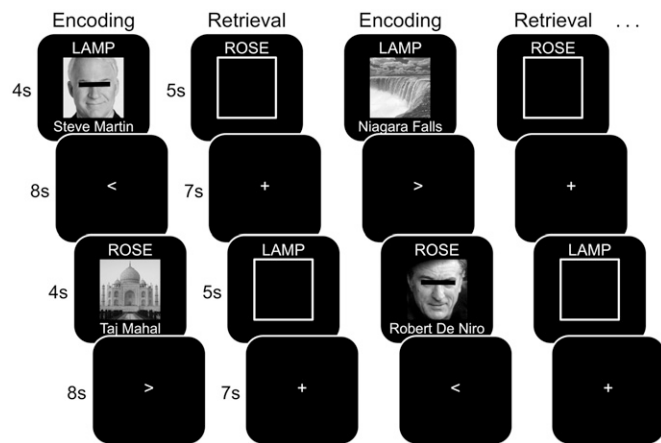 Encoding Retrieval Encoding Retrieval ...
LAMP ROSE LAMP ROSE
4s 5s
Steve Martin Niagara Falls
8s < 7s + > +
ROSE LAMP ROSE LAMP
4s 5s
Taj Mahal Robert De Niro
8s > 7s + < +